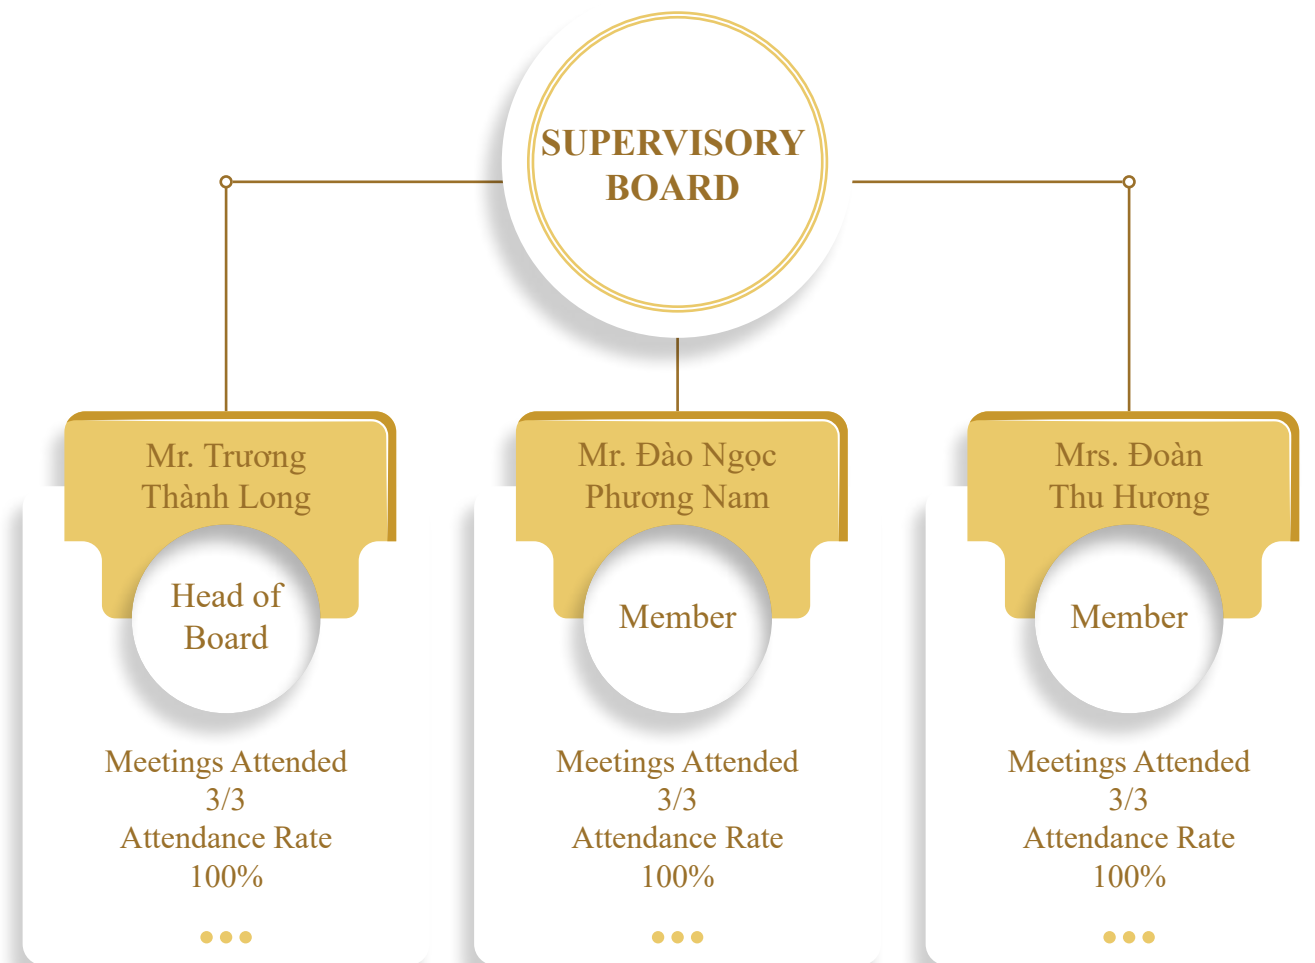 SUPERVISORY
BOARD
Mr. Trương
Thành Long
Head of
Board
Meetings Attended
3/3
Attendance Rate
100%
Mr. Đào Ngọc
Phương Nam
Member
Meetings Attended
3/3
Attendance Rate
100%
Mrs. Đoàn
Thu Hương
Member
Meetings Attended
3/3
Attendance Rate
100%